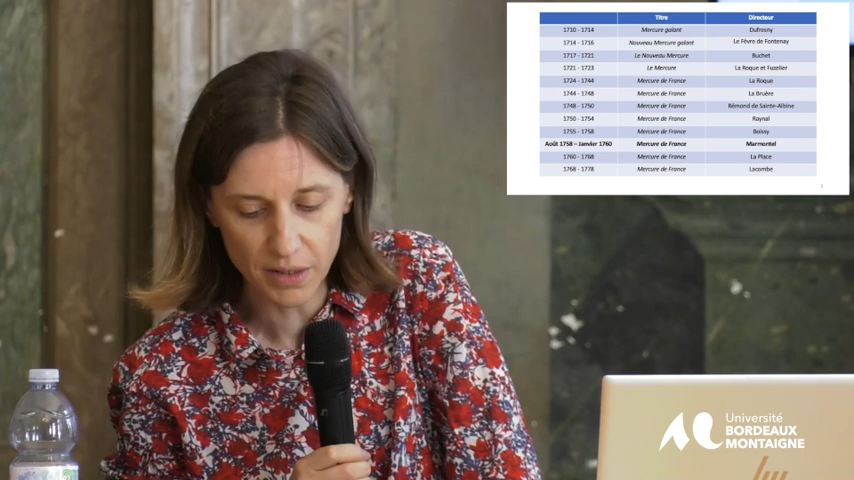 Titre Directeur
1710 - 1714 Mercure galant Dufresny
1714 - 1716 Nouveau Mercure galant Le Fèvre de Fontenay
1717 - 1721 Le Nouveau Mercure Buchet
1721 - 1723 Le Mercure La Roque et Fuzelier
1724 - 1744 Mercure de France La Roque
1744 - 1748 Mercure de France La Bruère
1748 - 1750 Mercure de France Rémond de Sainte-Albine
1750 - 1754 Mercure de France Raynal
1755 - 1758 Mercure de France Boissy
Août 1758 – Janvier 1760 Mercure de France Marmontel
1760 - 1768 Mercure de France La Place
1768 - 1778 Mercure de France Lacombe
Université
BORDEAUX
MONTAIGNE